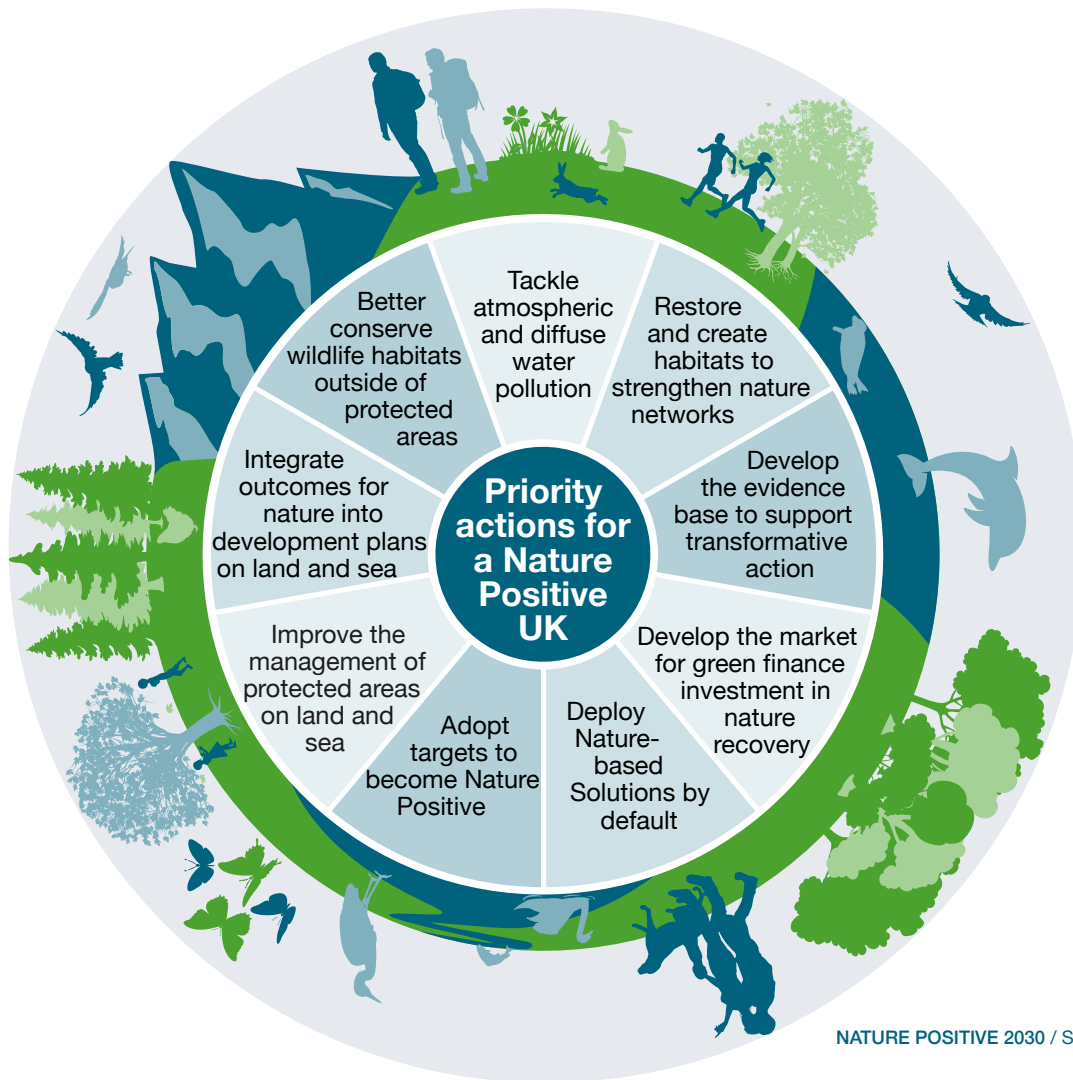 Priority
actions for
a Nature
Positive
UK
Tackle
atmospheric
and diffuse
water
pollution
Restore
and create
habitats to
strengthen nature
networks
Develop
the evidence
base to support
transformative
action
Develop the market
for green finance
investment in
nature
recovery
Deploy
Nature-
based
Solutions by
default
Adopt
targets to
become Nature
Positive
Improve the
management of
protected areas
on land and
sea
Integrate
outcomes for
nature into
development plans
on land and sea
Better
conserve
wildlife habitats
outside of
protected
areas
NATURE POSITIVE 2030 / S